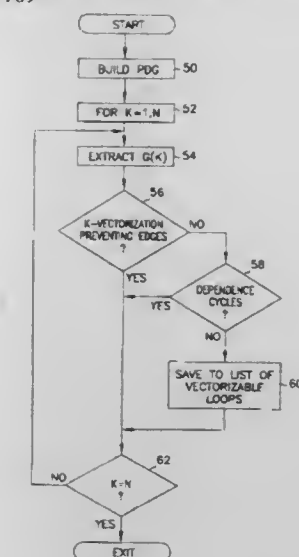 START
BUILD PDG
50
FOR K=1,N
52
EXTRACT G(K)
54
56
K-VECTORIZATION
PREVENTING EDGES
?
NO
YES
58
DEPENDENCE
CYCLES
?
YES
NO
SAVE TO LIST OF
VECTORIZABLE
LOOPS
60
62
K=N
?
NO
YES
EXIT